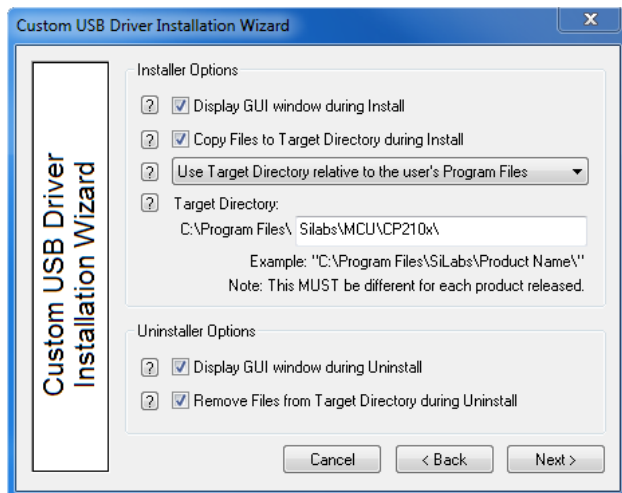 Custom USB Driver Installation Wizard
x
Custom USB Driver
Installation Wizard
Installer Options
? Display GUI window during Install
? Copy Files to Target Directory during Install
? Use Target Directory relative to the user's Program Files
? Target Directory:
C:\Program Files\ Silabs\MCU\CP210x\
Example: "C:\Program Files\SiLabs\Product Name\"
Note: This MUST be different for each product released.
Uninstaller Options
? Display GUI window during Uninstall
? Remove Files from Target Directory during Uninstall
Cancel < Back Next >